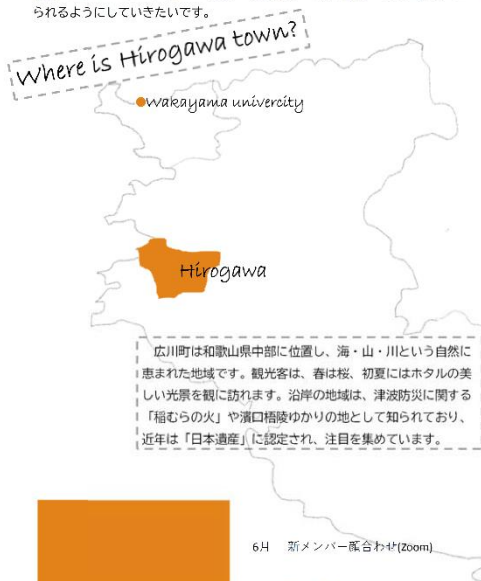 られるようにしていきたいです。
Where is Hirogawa town?
Wakayama univercity
Hirogawa
広川町は和歌山県中部に位置し、海・山・川という自然に
恵まれた地域です。観光客は、春は桜、初夏にはホタルの美
しい光景を観に訪れます。沿岸の地域は、津波防災に関する
「稲むらの火」や濱口梧陵ゆかりの地として知られており、
近年は「日本遺産」に認定され、注目を集めています。
6月 新メンバー顔合わせ(Zoom)